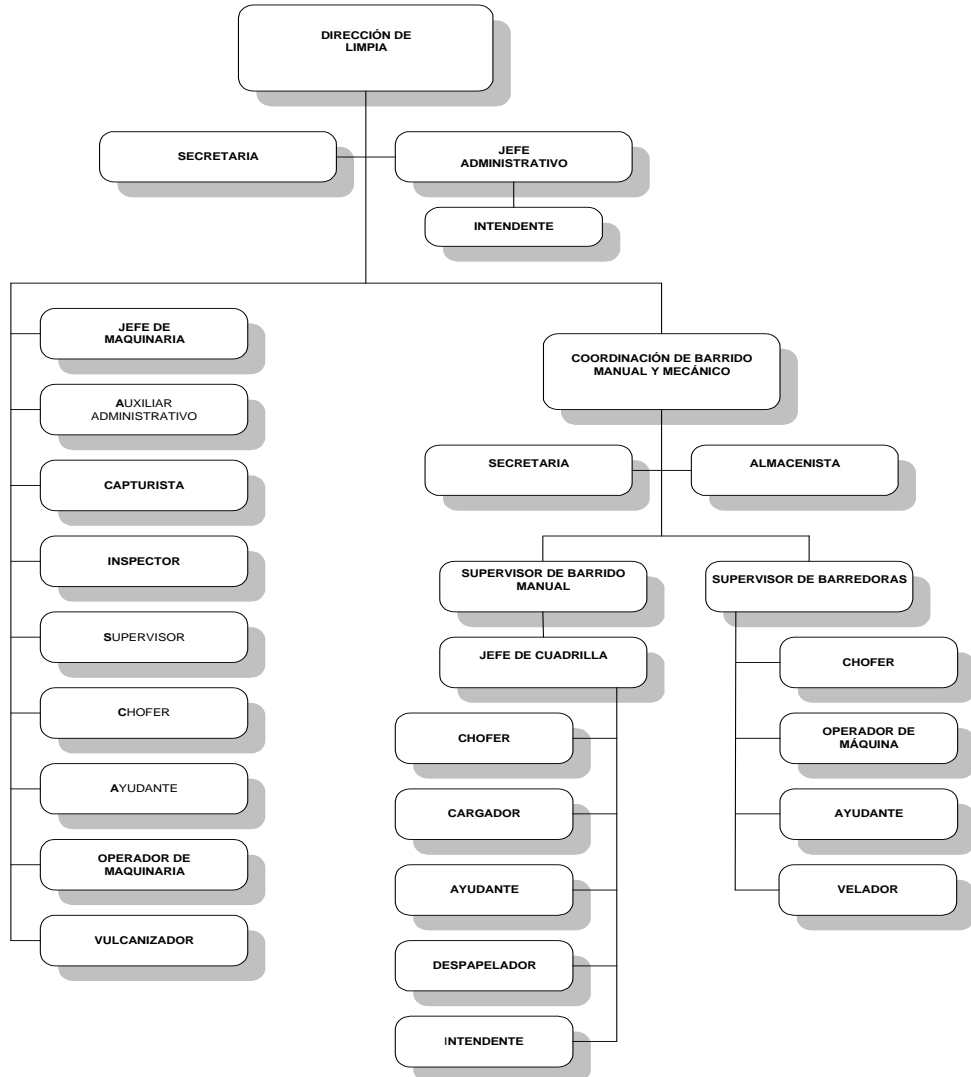 DIRECCIÓN DE
LIMPIA
SECRETARIA
JEFE
ADMINISTRATIVO
INTENDENTE
JEFE DE
MAQUINARIA
AUXILIAR
ADMINISTRATIVO
CAPTURISTA
INSPECTOR
SUPERVISOR
CHOFER
AYUDANTE
OPERADOR DE
MAQUINARIA
VULCANIZADOR
COORDINACIÓN DE BARRIDO
MANUAL Y MECÁNICO
SECRETARIA
ALMACENISTA
SUPERVISOR DE BARRIDO
MANUAL
JEFE DE CUADRILLA
CHOFER
CARGADOR
AYUDANTE
DESPAPELADOR
INTENDENTE
SUPERVISOR DE BARREDORAS
CHOFER
OPERADOR DE
MÁQUINA
AYUDANTE
VELADOR